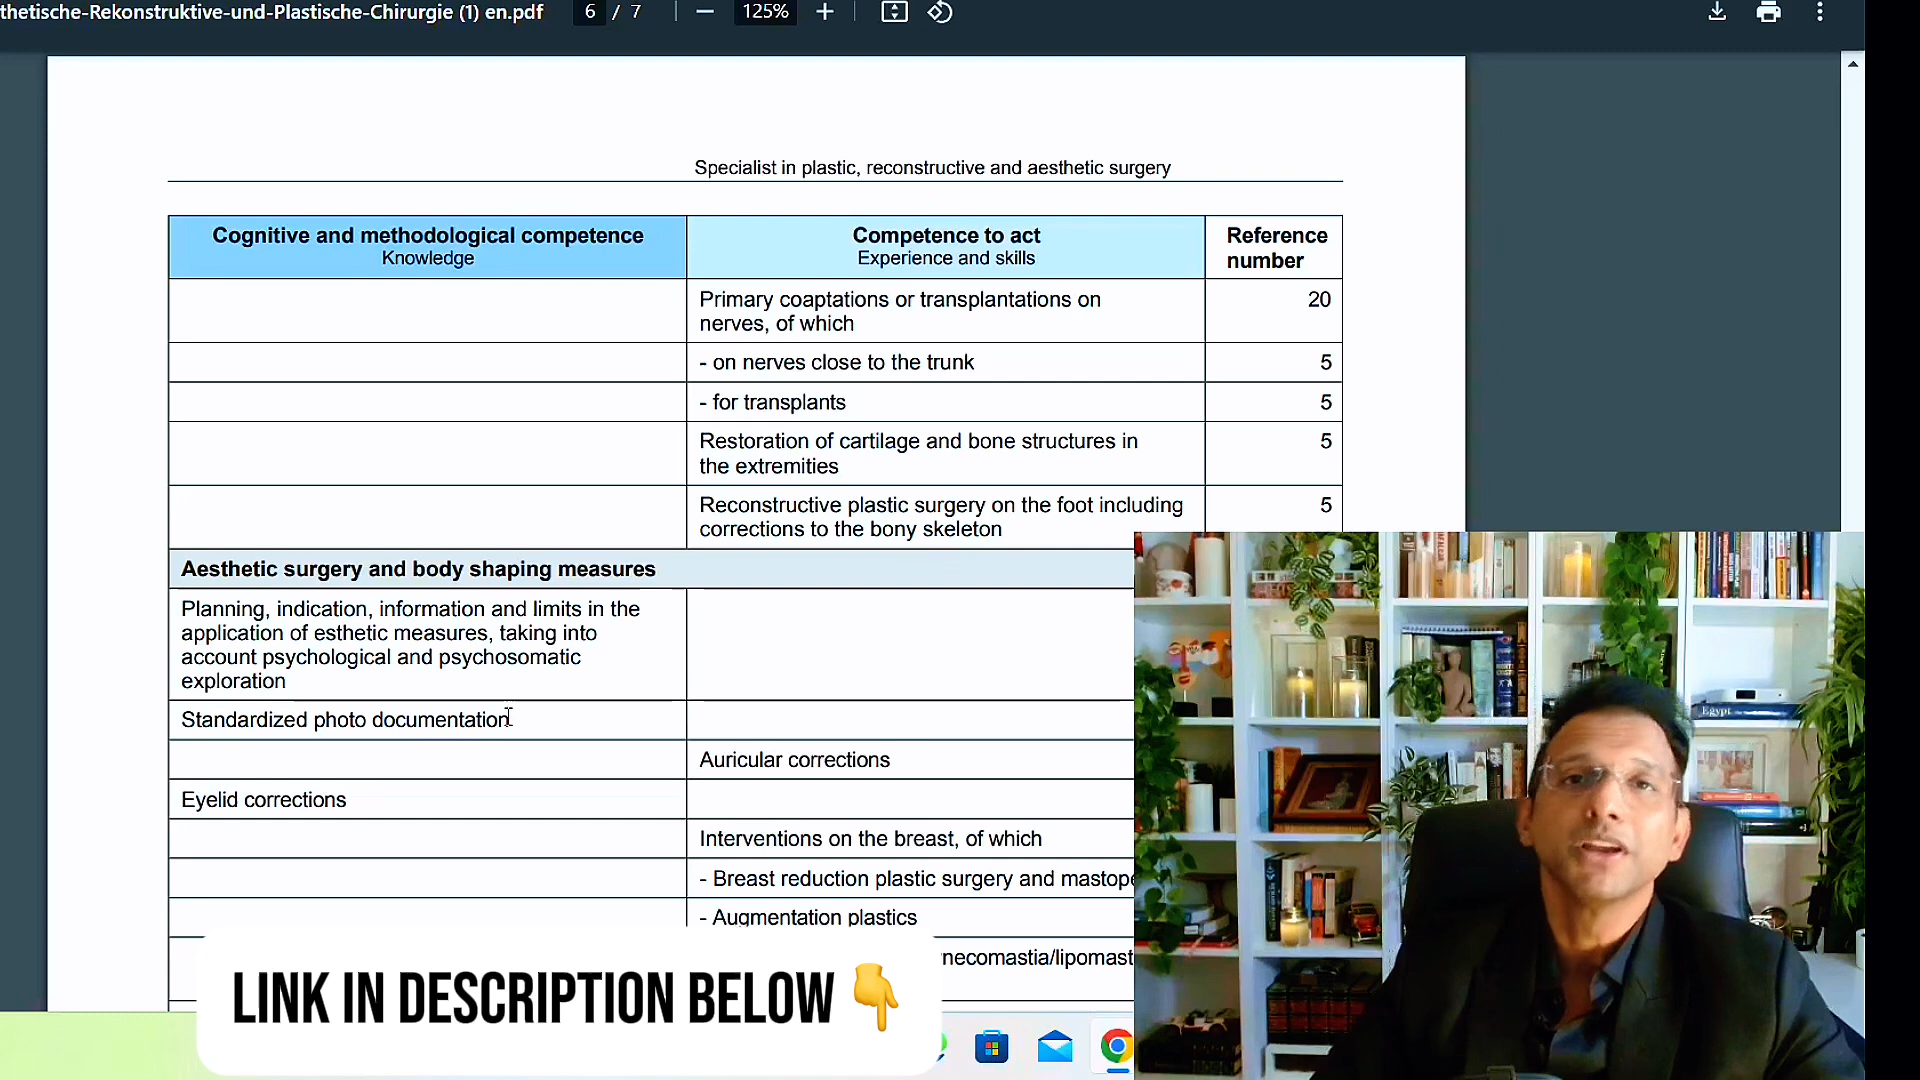 thetische-Rekonstruktive-und-Plastische-Chirurgie (1) en.pdf
6 / 7
125%
Specialist in plastic, reconstructive and aesthetic surgery
Cognitive and methodological competence
Knowledge
Competence to act
Experience and skills
Reference
number
Primary coaptations or transplantations on
nerves, of which
20
- on nerves close to the trunk
5
- for transplants
5
Restoration of cartilage and bone structures in
the extremities
5
Reconstructive plastic surgery on the foot including
corrections to the bony skeleton
5
Aesthetic surgery and body shaping measures
Planning, indication, information and limits in the
application of esthetic measures, taking into
account psychological and psychosomatic
exploration
Standardized photo documentation
Auricular corrections
Eyelid corrections
Interventions on the breast, of which
- Breast reduction plastic surgery and mastope
- Augmentation plastics
necomastia/lipomast
LINK IN DESCRIPTION BELOW 👇
Egypt